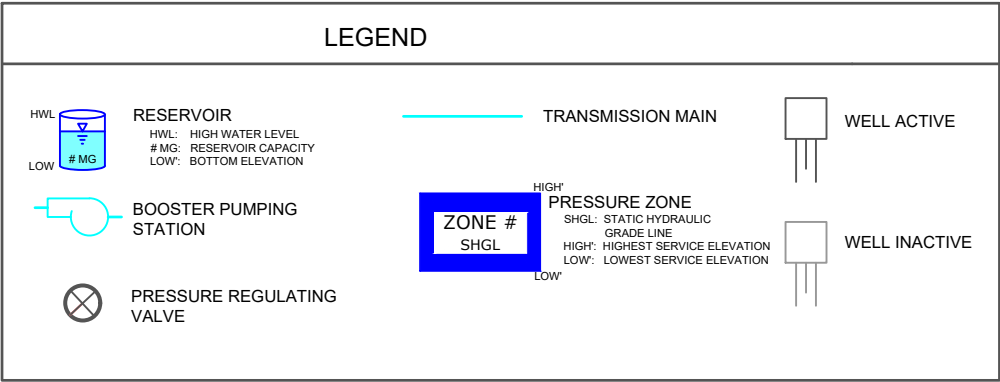 LEGEND
HWL
LOW
# MG
RESERVOIR
HWL: HIGH WATER LEVEL
# MG: RESERVOIR CAPACITY
LOW': BOTTOM ELEVATION
BOOSTER PUMPING
STATION
PRESSURE REGULATING
VALVE
TRANSMISSION MAIN
HIGH'
ZONE #
SHGL
LOW'
PRESSURE ZONE
SHGL: STATIC HYDRAULIC
GRADE LINE
HIGH': HIGHEST SERVICE ELEVATION
LOW': LOWEST SERVICE ELEVATION
WELL ACTIVE
WELL INACTIVE